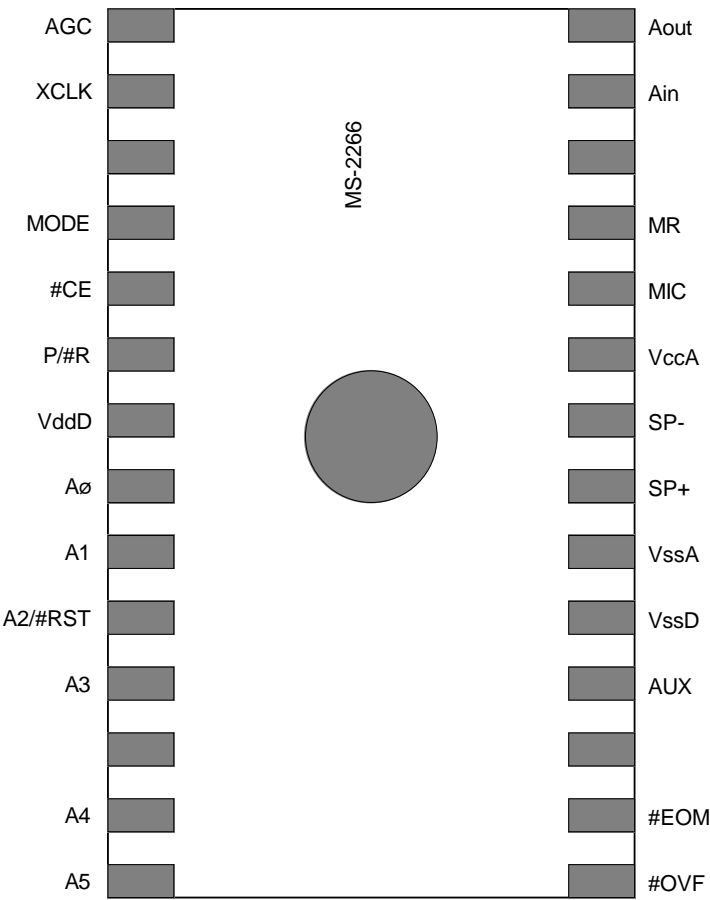 AGC Aout
XCLK Ain
MS-2266
MODE MR
#CE MIC
P/#R VccA
VddD SP-
Aø SP+
A1 VssA
A2/#RST VssD
A3 AUX
A4 #EOM
A5 #OVF